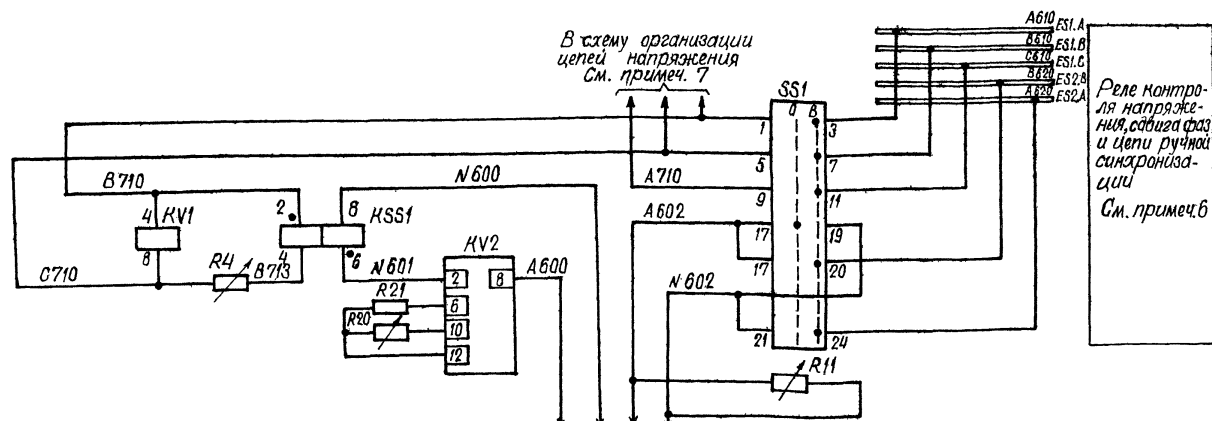 В схему организации
цепей напряжения
См. примеч. 7
A610 ES1.A
B610 ES1.B
C610 ES1.C
B620 ES2.B
A620 ES2.A
Реле контро-
ля напряже-
ния, сдвига фаз
и цепи ручной
синхрониза-
ции
См. примеч. 6
SS1
0 В
1 3
5 7
9 11
17 19
17 20
21 24
A710
A602
N602
R11
B710
N600
4 KV1
8
2 8 KSS1
4 6
C710
R4
B713
N601
KV2
2 8
6
10
12
A600
R21
R20